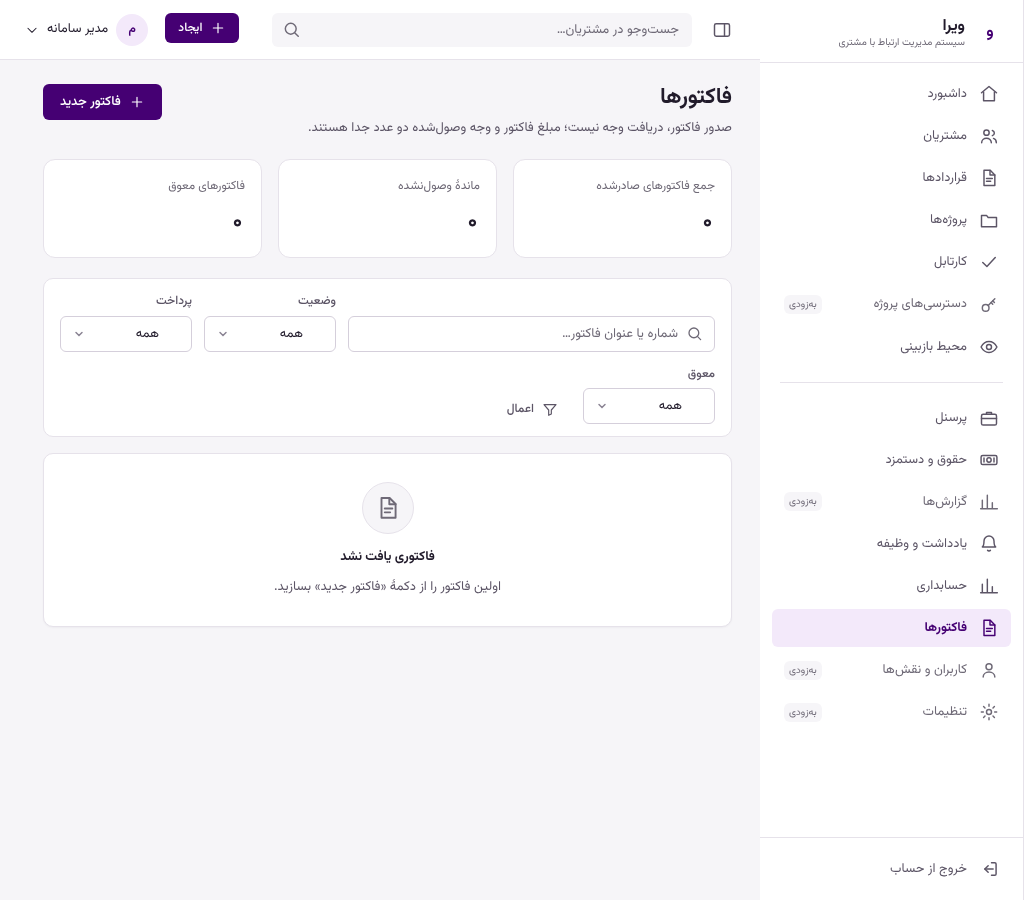 و
ویرا
سیستم مدیریت ارتباط با مشتری
داشبورد
مشتریان
قراردادها
پروژه‌ها
کارتابل
دسترسی‌های پروژه
به‌زودی
محیط بازبینی
پرسنل
حقوق و دستمزد
گزارش‌ها
به‌زودی
یادداشت و وظیفه
حسابداری
فاکتورها
کاربران و نقش‌ها
به‌زودی
تنظیمات
به‌زودی
خروج از حساب
جست‌وجو در مشتریان…
ایجاد
م
مدیر سامانه
فاکتورها
صدور فاکتور، دریافت وجه نیست؛ مبلغ فاکتور و وجه وصول‌شده دو عدد جدا هستند.
فاکتور جدید
جمع فاکتورهای صادرشده
۰
ماندهٔ وصول‌نشده
۰
فاکتورهای معوق
۰
شماره یا عنوان فاکتور…
وضعیت
همه
پرداخت
همه
معوق
همه
اعمال
فاکتوری یافت نشد
اولین فاکتور را از دکمهٔ «فاکتور جدید» بسازید.